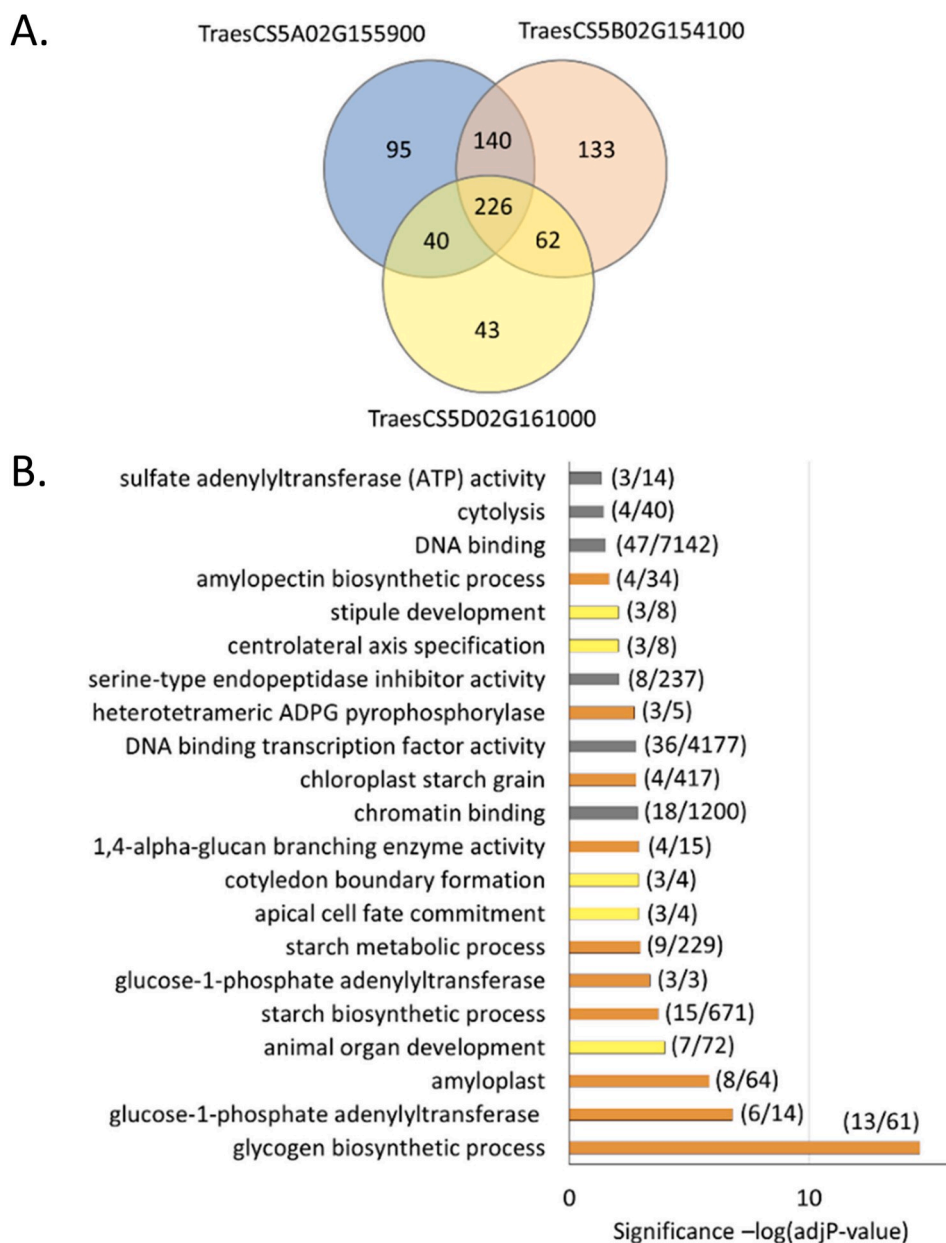 A.
TraesCS5A02G155900
TraesCS5B02G154100
95
140
133
226
40
62
43
TraesCS5D02G161000
B.
sulfate adenylyltransferase (ATP) activity (3/14)
cytolysis (4/40)
DNA binding (47/7142)
amylopectin biosynthetic process (4/34)
stipule development (3/8)
centrolateral axis specification (3/8)
serine-type endopeptidase inhibitor activity (8/237)
heterotetrameric ADPG pyrophosphorylase (3/5)
DNA binding transcription factor activity (36/4177)
chloroplast starch grain (4/417)
chromatin binding (18/1200)
1,4-alpha-glucan branching enzyme activity (4/15)
cotyledon boundary formation (3/4)
apical cell fate commitment (3/4)
starch metabolic process (9/229)
glucose-1-phosphate adenylyltransferase (3/3)
starch biosynthetic process (15/671)
animal organ development (7/72)
amyloplast (8/64)
glucose-1-phosphate adenylyltransferase (6/14)
glycogen biosynthetic process (13/61)
0 10
Significance –log(adjP-value)